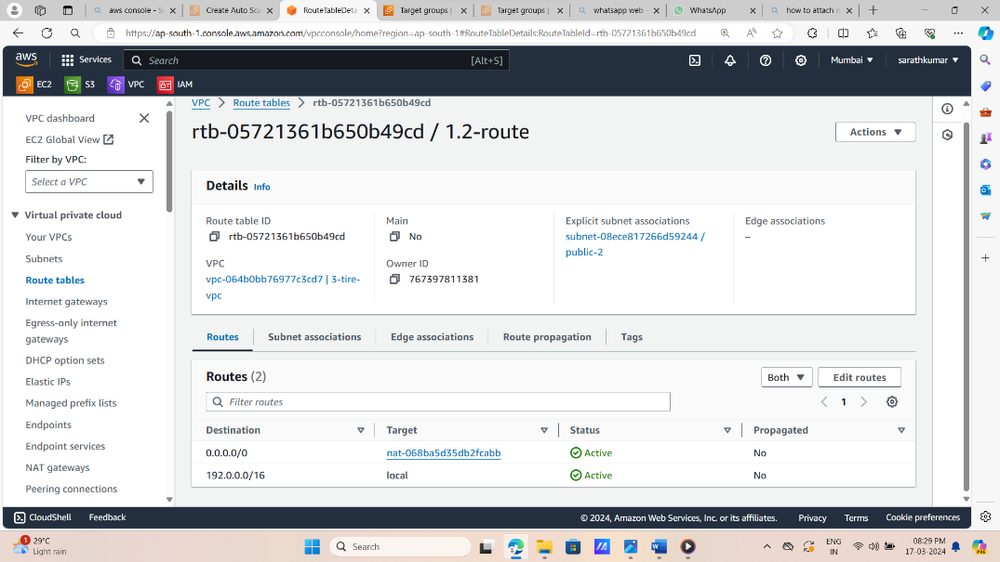 aws console - Se
Create Auto Sca
RouteTableDeta
Target groups |
Target groups |
whatsapp web -
WhatsApp
how to attach n
https://ap-south-1.console.aws.amazon.com/vpcconsole/home?region=ap-south-1#RouteTableDetails:RouteTableId=rtb-05721361b650b49cd
aws
Services
Search
[Alt+S]
Mumbai
sarathkumar
EC2
S3
VPC
IAM
VPC dashboard
EC2 Global View
Filter by VPC:
Select a VPC
Virtual private cloud
Your VPCs
Subnets
Route tables
Internet gateways
Egress-only internet
gateways
DHCP option sets
Elastic IPs
Managed prefix lists
Endpoints
Endpoint services
NAT gateways
Peering connections
VPC > Route tables > rtb-05721361b650b49cd
rtb-05721361b650b49cd / 1.2-route
Actions
Details Info
Route table ID
rtb-05721361b650b49cd
VPC
vpc-064b0bb76977c3cd7 | 3-tire-
vpc
Main
No
Owner ID
767397811381
Explicit subnet associations
subnet-08ece817266d59244 /
public-2
Edge associations
–
Routes
Subnet associations
Edge associations
Route propagation
Tags
Routes (2)
Both
Edit routes
Filter routes
1
Destination
Target
Status
Propagated
0.0.0.0/0
nat-068ba5d35db2fcabb
Active
No
192.0.0.0/16
local
Active
No
CloudShell
Feedback
© 2024, Amazon Web Services, Inc. or its affiliates.
Privacy
Terms
Cookie preferences
1
29°C
Light rain
Search
ENG
IN
08:29 PM
17-03-2024